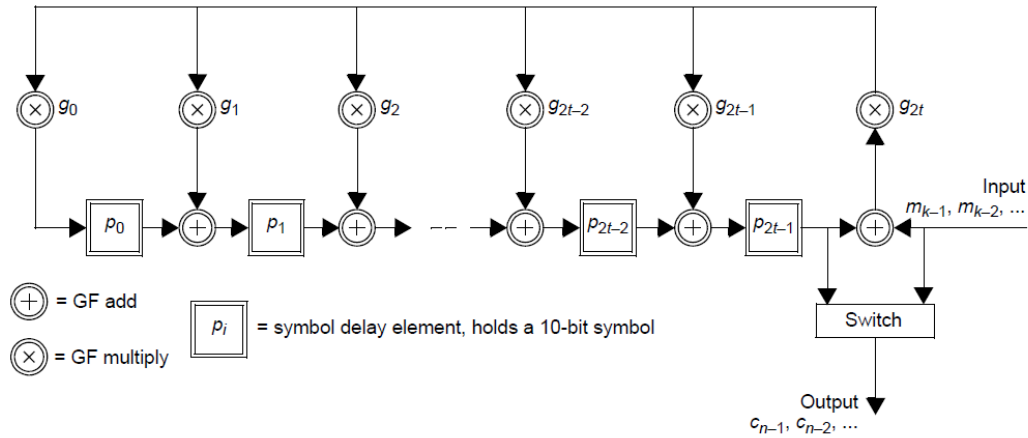 g₀ g₁ g₂ g₂ₜ₋₂ g₂ₜ₋₁ g₂ₜ
Input
mₖ₋₁, mₖ₋₂, ...
p₀ p₁ -- p₂ₜ₋₂ p₂ₜ₋₁
= GF add
pᵢ = symbol delay element, holds a 10-bit symbol
= GF multiply
Switch
Output
cₙ₋₁, cₙ₋₂, ...